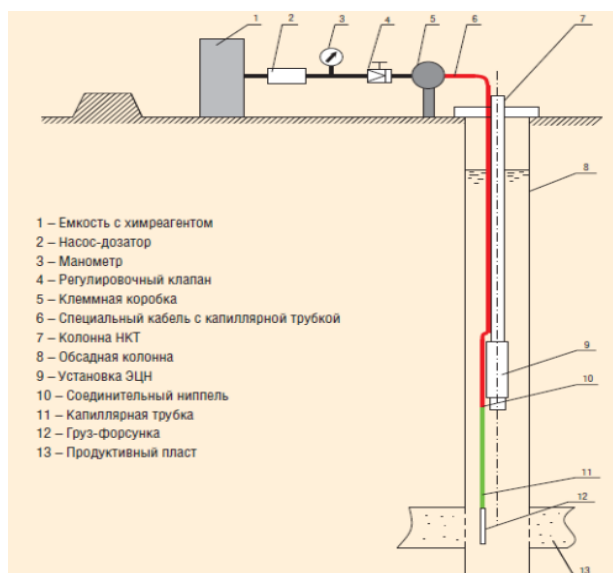 1
2
3
4
5
6
7
8
1 – Емкость с химреагентом
2 – Насос-дозатор
3 – Манометр
4 – Регулировочный клапан
5 – Клеммная коробка
6 – Специальный кабель с капиллярной трубкой
7 – Колонна НКТ
8 – Обсадная колонна
9 – Установка ЭЦН
10 – Соединительный ниппель
11 – Капиллярная трубка
12 – Груз-форсунка
13 – Продуктивный пласт
9
10
11
12
13